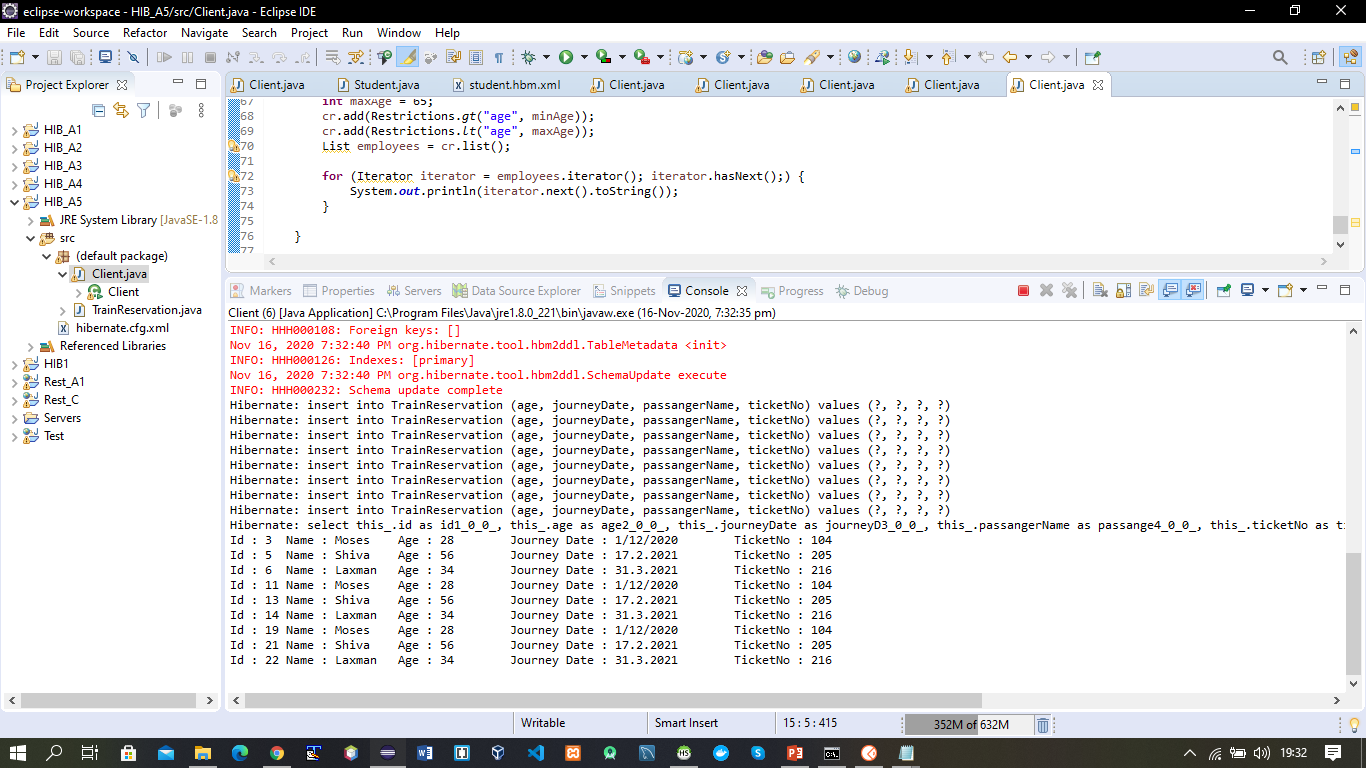 eclipse-workspace - HIB_A5/src/Client.java - Eclipse IDE
File Edit Source Refactor Navigate Search Project Run Window Help
Project Explorer
Client.java Student.java student.hbm.xml Client.java Client.java Client.java Client.java Client.java
HIB_A1
HIB_A2
HIB_A3
HIB_A4
HIB_A5
JRE System Library [JavaSE-1.8
src
(default package)
Client.java
Client
TrainReservation.java
hibernate.cfg.xml
Referenced Libraries
HIB1
Rest_A1
Rest_C
Servers
Test
67 int maxAge = 65;
68 cr.add(Restrictions.gt("age", minAge));
69 cr.add(Restrictions.lt("age", maxAge));
70 List employees = cr.list();
71
72 for (Iterator iterator = employees.iterator(); iterator.hasNext();) {
73 System.out.println(iterator.next().toString());
74 }
75
76 }
77
Markers Properties Servers Data Source Explorer Snippets Console Progress Debug
Client (6) [Java Application] C:\Program Files\Java\jre1.8.0_221\bin\javaw.exe (16-Nov-2020, 7:32:35 pm)
INFO: HHH000108: Foreign keys: []
Nov 16, 2020 7:32:40 PM org.hibernate.tool.hbm2ddl.TableMetadata <init>
INFO: HHH000126: Indexes: [primary]
Nov 16, 2020 7:32:40 PM org.hibernate.tool.hbm2ddl.SchemaUpdate execute
INFO: HHH000232: Schema update complete
Hibernate: insert into TrainReservation (age, journeyDate, passangerName, ticketNo) values (?, ?, ?, ?)
Hibernate: insert into TrainReservation (age, journeyDate, passangerName, ticketNo) values (?, ?, ?, ?)
Hibernate: insert into TrainReservation (age, journeyDate, passangerName, ticketNo) values (?, ?, ?, ?)
Hibernate: insert into TrainReservation (age, journeyDate, passangerName, ticketNo) values (?, ?, ?, ?)
Hibernate: insert into TrainReservation (age, journeyDate, passangerName, ticketNo) values (?, ?, ?, ?)
Hibernate: insert into TrainReservation (age, journeyDate, passangerName, ticketNo) values (?, ?, ?, ?)
Hibernate: insert into TrainReservation (age, journeyDate, passangerName, ticketNo) values (?, ?, ?, ?)
Hibernate: insert into TrainReservation (age, journeyDate, passangerName, ticketNo) values (?, ?, ?, ?)
Hibernate: select this_.id as id1_0_0_, this_.age as age2_0_0_, this_.journeyDate as journeyD3_0_0_, this_.passangerName as passange4_0_0_, this_.ticketNo as ti
Id : 3 Name : Moses Age : 28 Journey Date : 1/12/2020 TicketNo : 104
Id : 5 Name : Shiva Age : 56 Journey Date : 17.2.2021 TicketNo : 205
Id : 6 Name : Laxman Age : 34 Journey Date : 31.3.2021 TicketNo : 216
Id : 11 Name : Moses Age : 28 Journey Date : 1/12/2020 TicketNo : 104
Id : 13 Name : Shiva Age : 56 Journey Date : 17.2.2021 TicketNo : 205
Id : 14 Name : Laxman Age : 34 Journey Date : 31.3.2021 TicketNo : 216
Id : 19 Name : Moses Age : 28 Journey Date : 1/12/2020 TicketNo : 104
Id : 21 Name : Shiva Age : 56 Journey Date : 17.2.2021 TicketNo : 205
Id : 22 Name : Laxman Age : 34 Journey Date : 31.3.2021 TicketNo : 216
Writable Smart Insert 15 : 5 : 415 352M of 632M
19:32